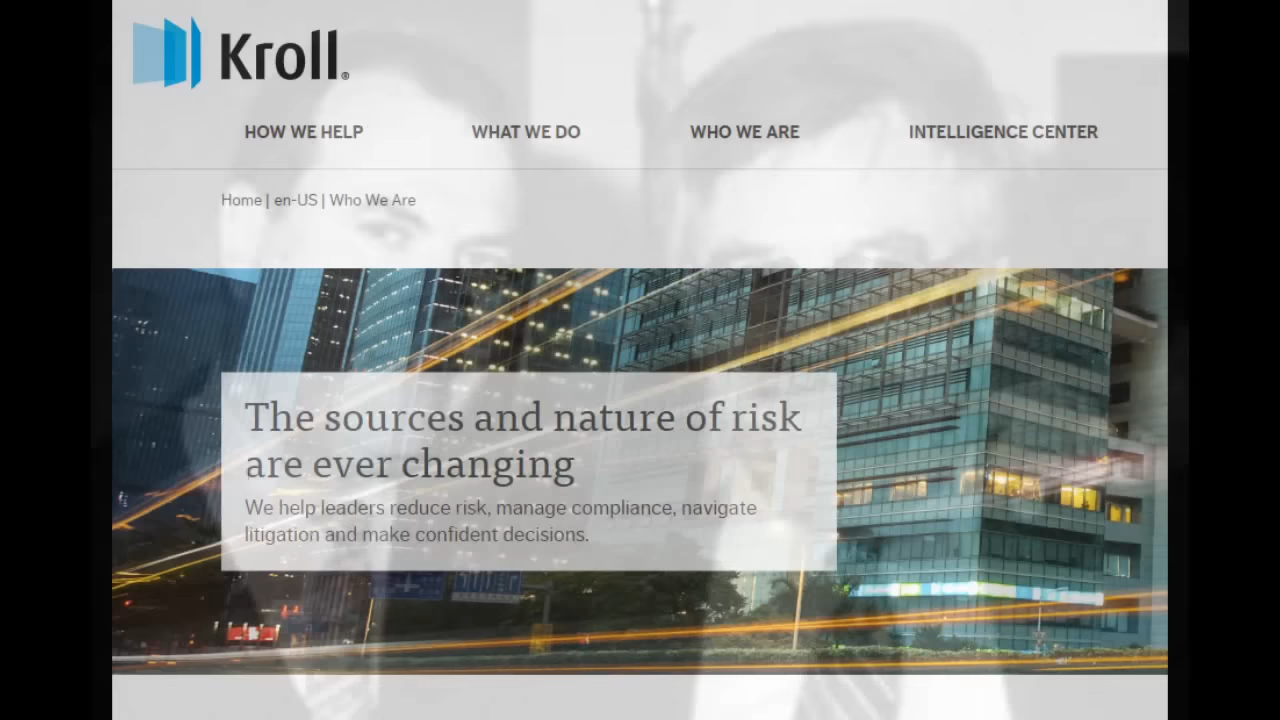 Kroll®
HOW WE HELP
WHAT WE DO
WHO WE ARE
INTELLIGENCE CENTER
Home | en-US | Who We Are
The sources and nature of risk
are ever changing
We help leaders reduce risk, manage compliance, navigate
litigation and make confident decisions.